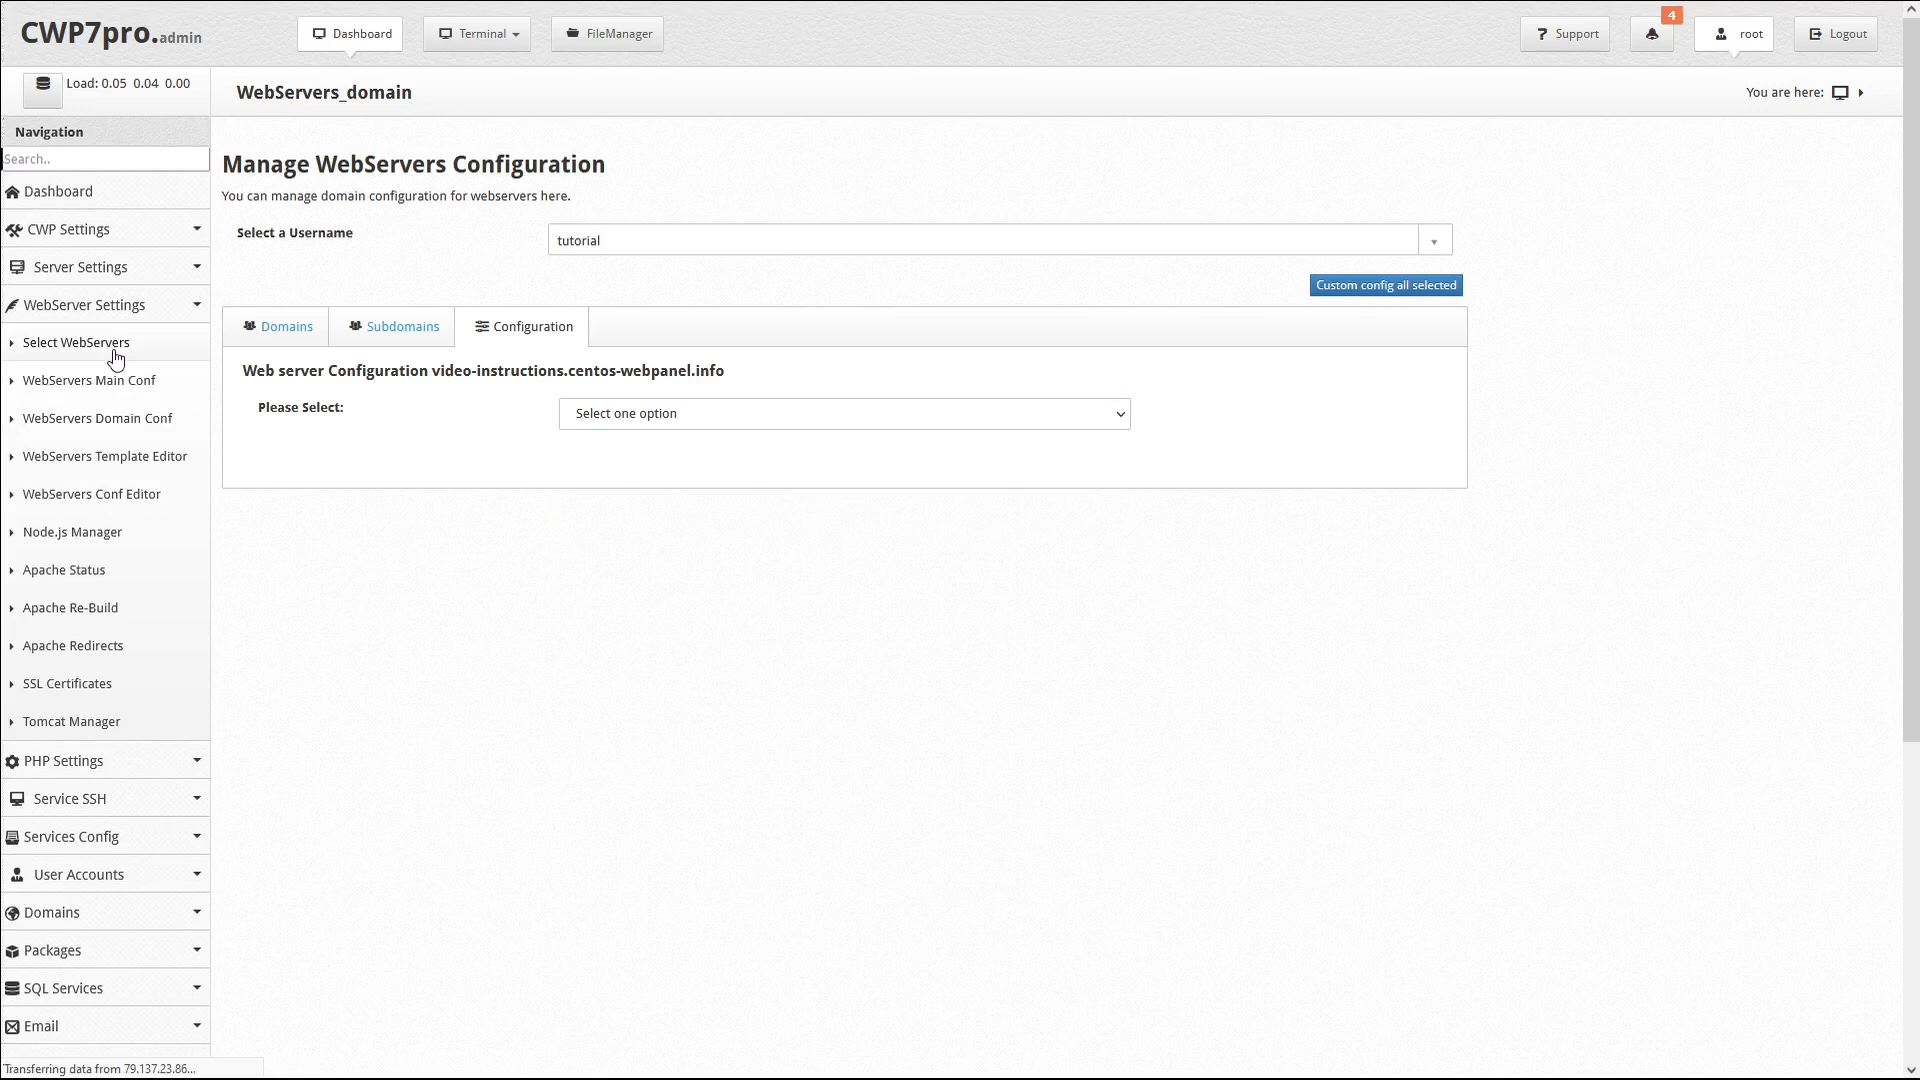 CWP7pro.admin
Dashboard
Terminal
FileManager
? Support
4
root
Logout
Load: 0.05 0.04 0.00
WebServers_domain
You are here:
Navigation
Search..
Dashboard
CWP Settings
Server Settings
WebServer Settings
Select WebServers
WebServers Main Conf
WebServers Domain Conf
WebServers Template Editor
WebServers Conf Editor
Node.js Manager
Apache Status
Apache Re-Build
Apache Redirects
SSL Certificates
Tomcat Manager
PHP Settings
Service SSH
Services Config
User Accounts
Domains
Packages
SQL Services
Email
Transferring data from 79.137.23.86...
Manage WebServers Configuration
You can manage domain configuration for webservers here.
Select a Username
tutorial
Custom config all selected
Domains
Subdomains
Configuration
Web server Configuration video-instructions.centos-webpanel.info
Please Select:
Select one option